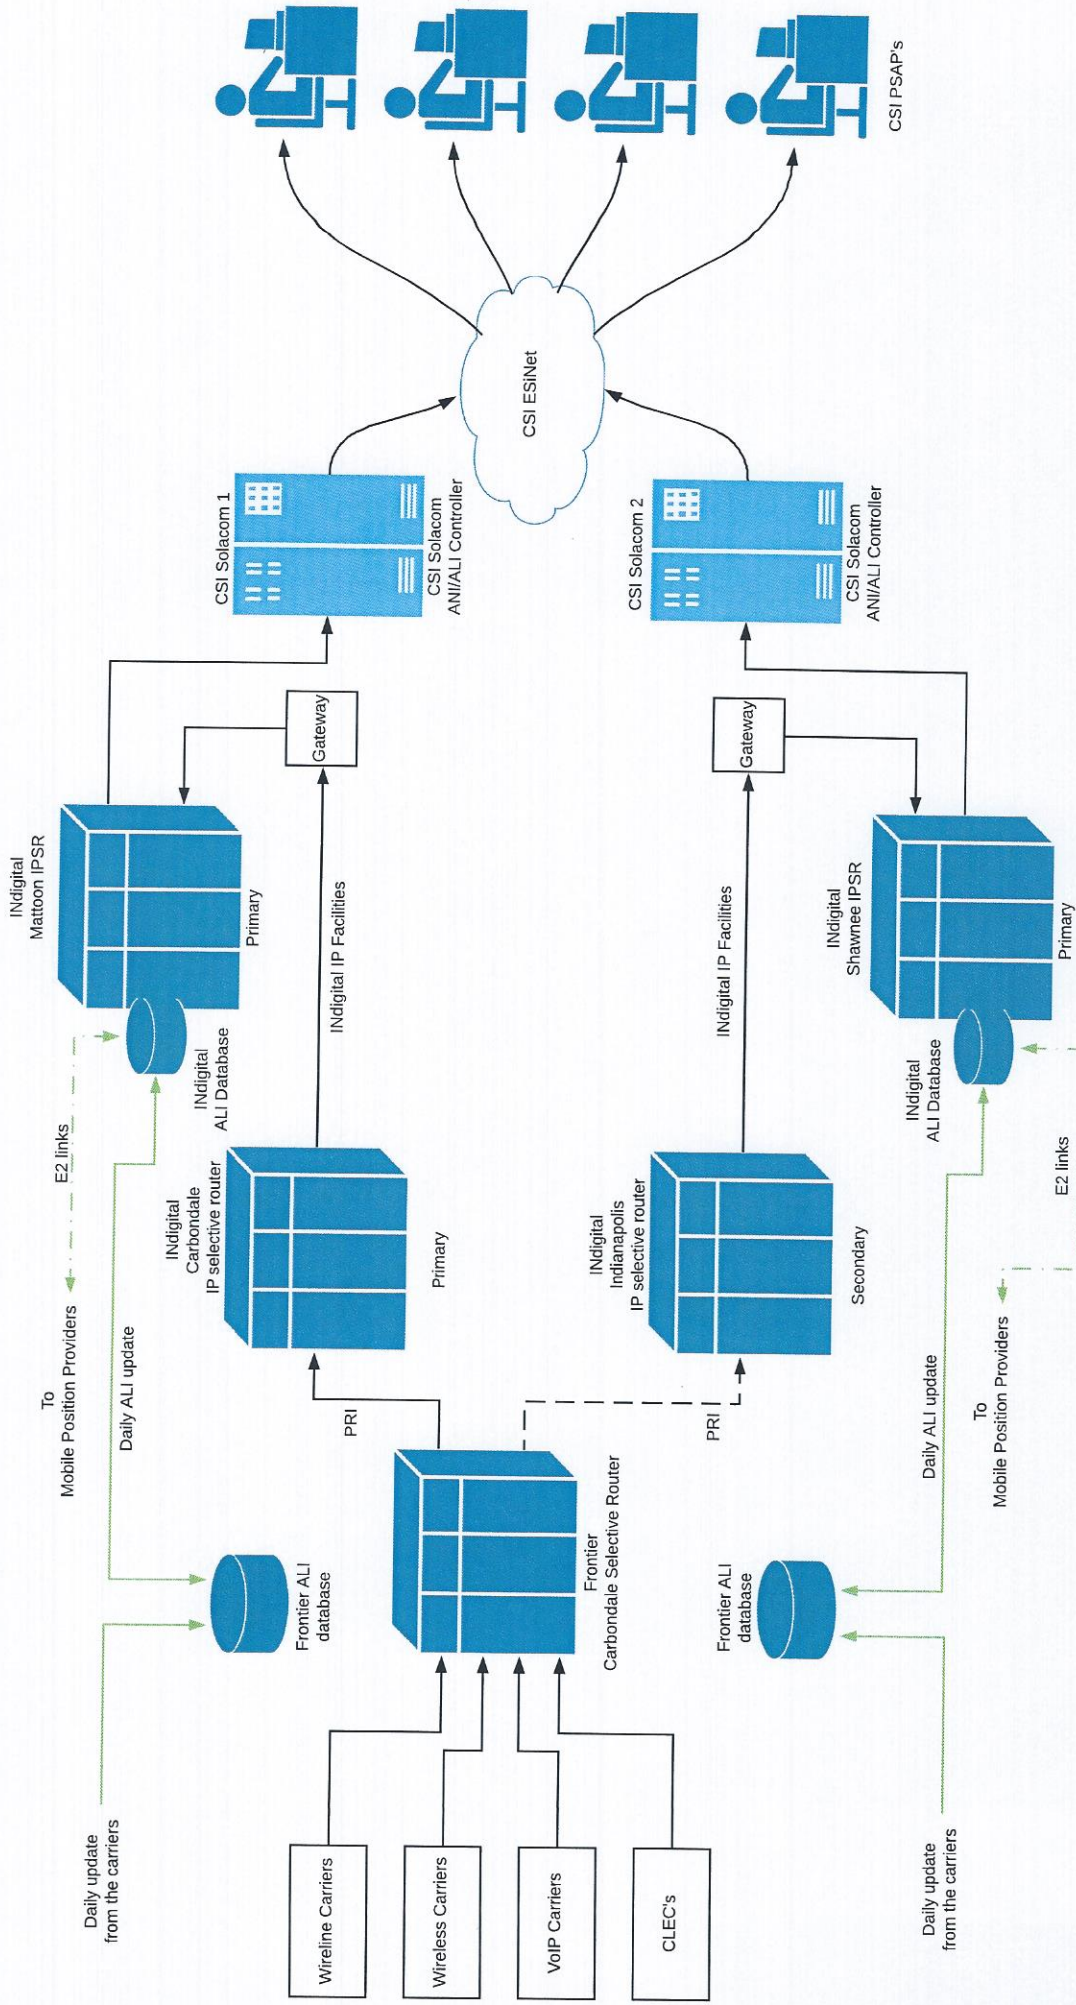 Daily update
from the carriers
Wireline Carriers
Wireless Carriers
VoIP Carriers
CLEC's
Daily update
from the carriers
Frontier ALI
database
Frontier
Carbondale Selective Router
Frontier ALI
database
To
Mobile Position Providers
Daily ALI update
E2 links
PRI
PRI
Daily ALI update
To
Mobile Position Providers
E2 links
INdigital
Carbondale
IP selective router
Primary
INdigital
Indianapolis
IP selective router
Secondary
INdigital
ALI Database
INdigital
Mattoon IPSR
Primary
INdigital IP Facilities
INdigital IP Facilities
INdigital
ALI Database
INdigital
Shawnee IPSR
Primary
Gateway
Gateway
CSI Solacom 1
CSI Solacom
ANI/ALI Controller
CSI Solacom 2
CSI Solacom
ANI/ALI Controller
CSI ESiNet
CSI PSAP's